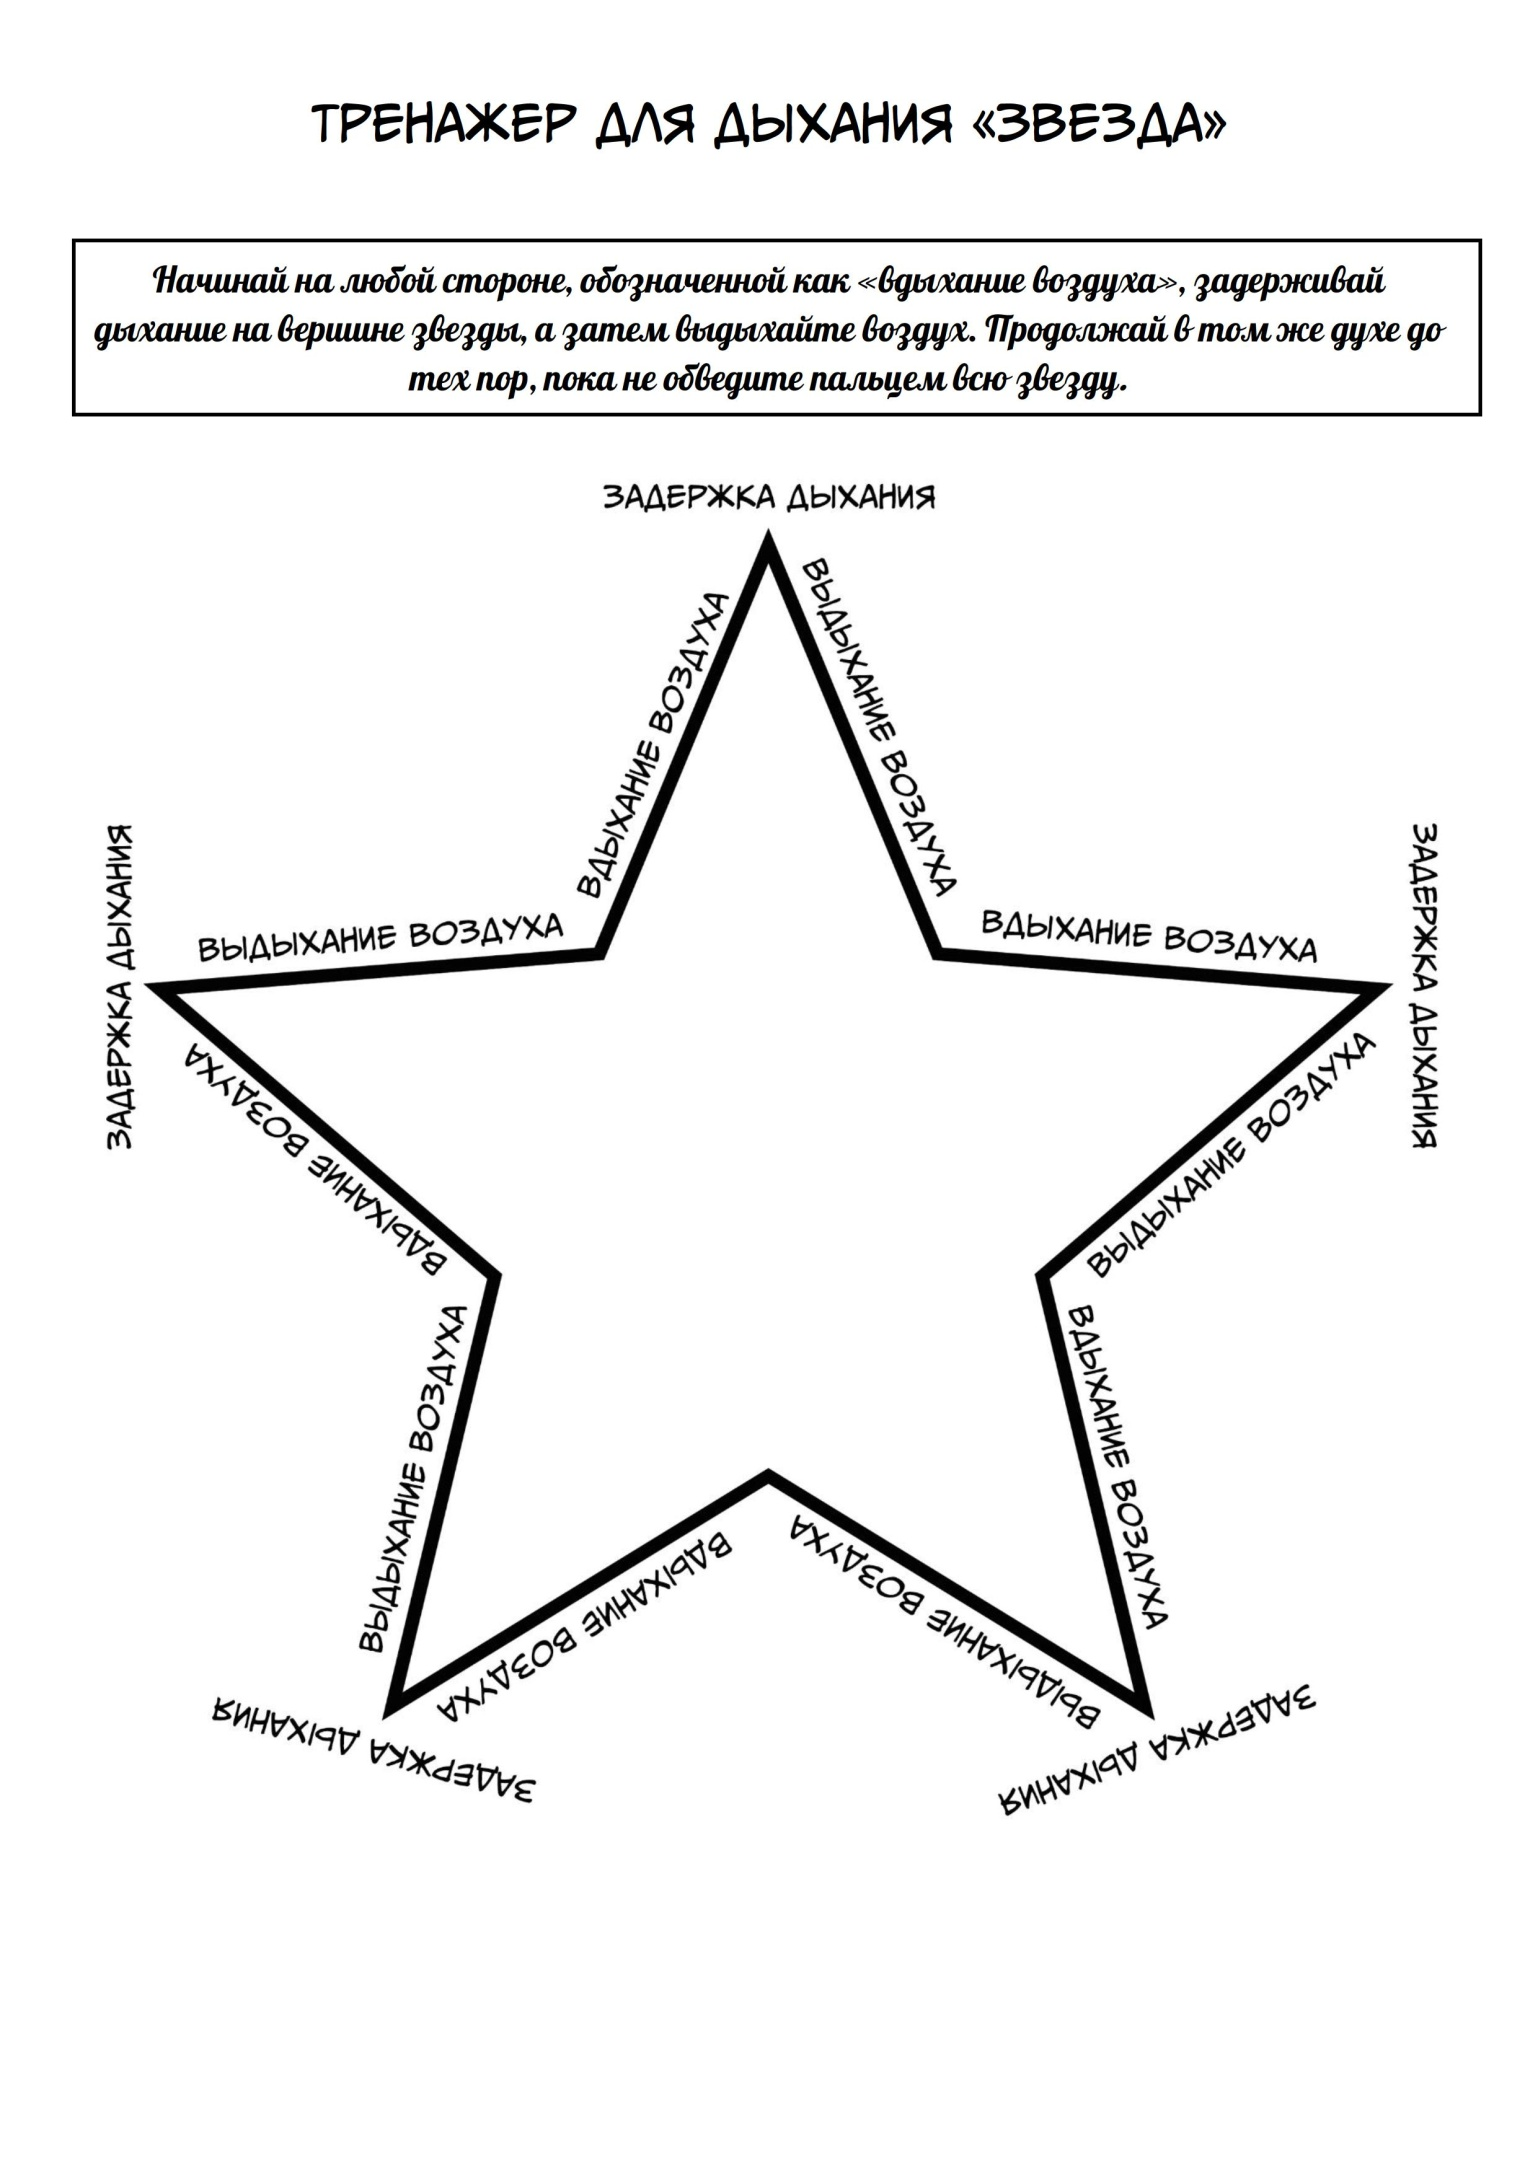 ТРЕНАЖЕР ДЛЯ ДЫХАНИЯ «ЗВЕЗДА»
Начинай на любой стороне, обозначенной как «вдыхание воздуха», задерживай
дыхание на вершине звезды, а затем выдыхайте воздух. Продолжай в том же духе до
тех пор, пока не обведите пальцем всю звезду.
ЗАДЕРЖКА ДЫХАНИЯ
ВДЫХАНИЕ ВОЗДУХА
ВЫДЫХАНИЕ ВОЗДУХА
ЗАДЕРЖКА ДЫХАНИЯ
ВЫДЫХАНИЕ ВОЗДУХА
ВДЫХАНИЕ ВОЗДУХА
ЗАДЕРЖКА ДЫХАНИЯ
ВДЫХАНИЕ ВОЗДУХА
ВЫДЫХАНИЕ ВОЗДУХА
ВЫДЫХАНИЕ ВОЗДУХА
ВДЫХАНИЕ ВОЗДУХА
ВДЫХАНИЕ ВОЗДУХА
ВЫДЫХАНИЕ ВОЗДУХА
ЗАДЕРЖКА ДЫХАНИЯ
ЗАДЕРЖКА ДЫХАНИЯ